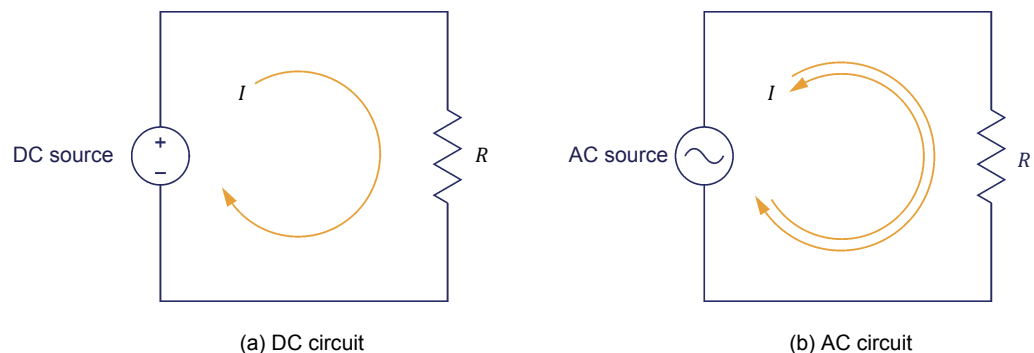 I
+
DC source
−
R
(a) DC circuit
I
AC source
R
(b) AC circuit